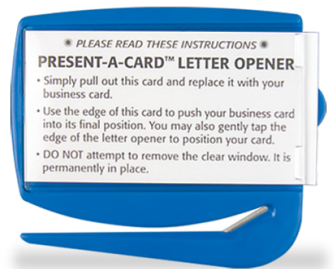 PLEASE READ THESE INSTRUCTIONS
PRESENT-A-CARD™ LETTER OPENER
• Simply pull out this card and replace it with your
business card.
• Use the edge of this card to push your business card
into its final position. You may also gently tap the
edge of the letter opener to position your card.
• DO NOT attempt to remove the clear window. It is
permanently in place.